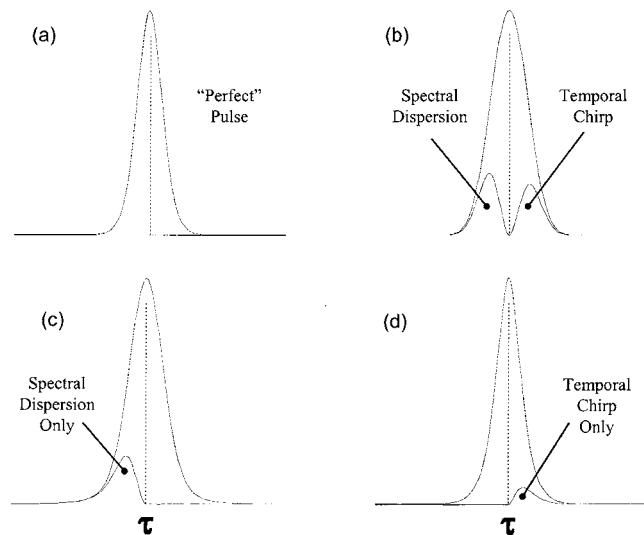 (a)
“Perfect”
Pulse
(b)
Spectral
Dispersion
Temporal
Chirp
(c)
Spectral
Dispersion
Only
τ
(d)
Temporal
Chirp
Only
τ